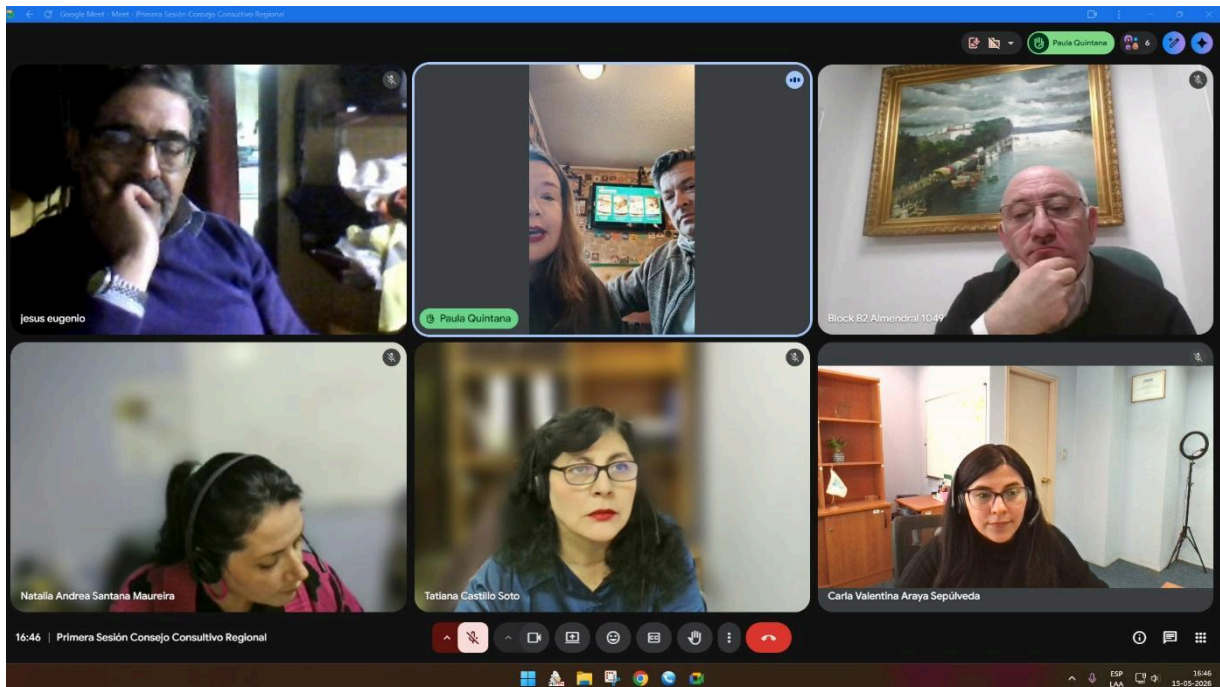 Google Meet - Meet - Primera Sesión Consejo Consultivo Regional
Paula Quintana
6
jesus eugenio
Paula Quintana
Block B2 Almendral 1049
Natalia Andrea Santana Maureira
Tatiana Castillo Soto
Carla Valentina Araya Sepúlveda
16:46 | Primera Sesión Consejo Consultivo Regional
ESP
LAA
16:46
15-05-2026